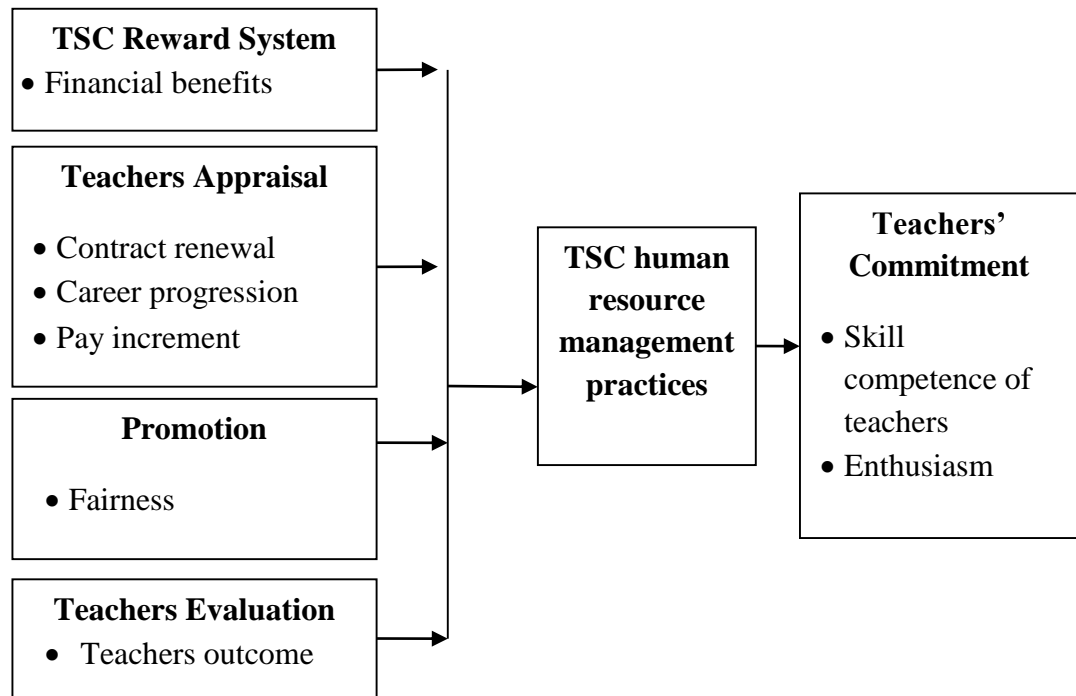 TSC Reward System
• Financial benefits
Teachers Appraisal
• Contract renewal
• Career progression
• Pay increment
Promotion
• Fairness
Teachers Evaluation
• Teachers outcome
TSC human
resource
management
practices
Teachers’
Commitment
• Skill
competence of
teachers
• Enthusiasm